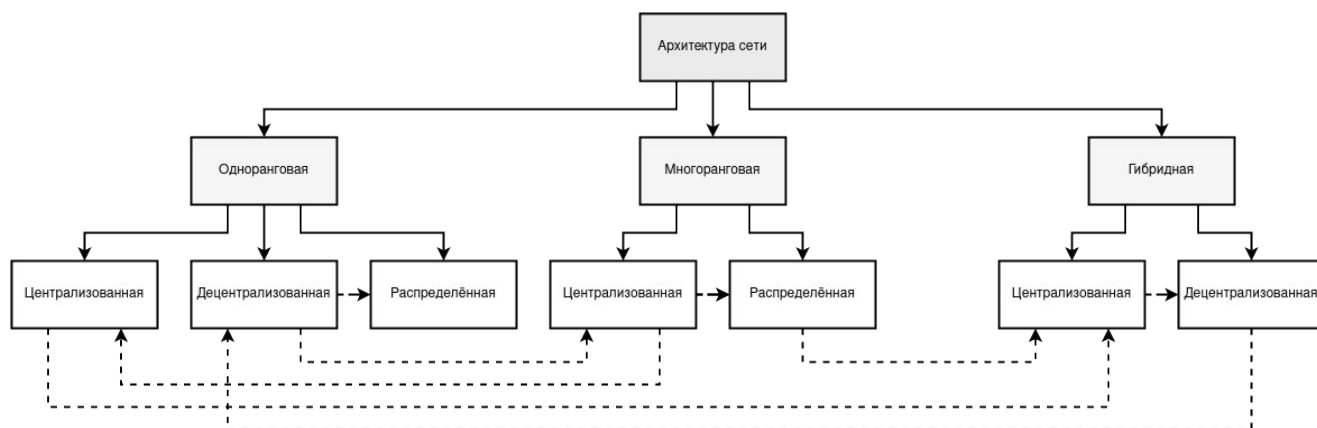 Архитектура сети
Одноранговая
Многоранговая
Гибридная
Централизованная
Децентрализованная
Распределённая
Централизованная
Распределённая
Централизованная
Децентрализованная